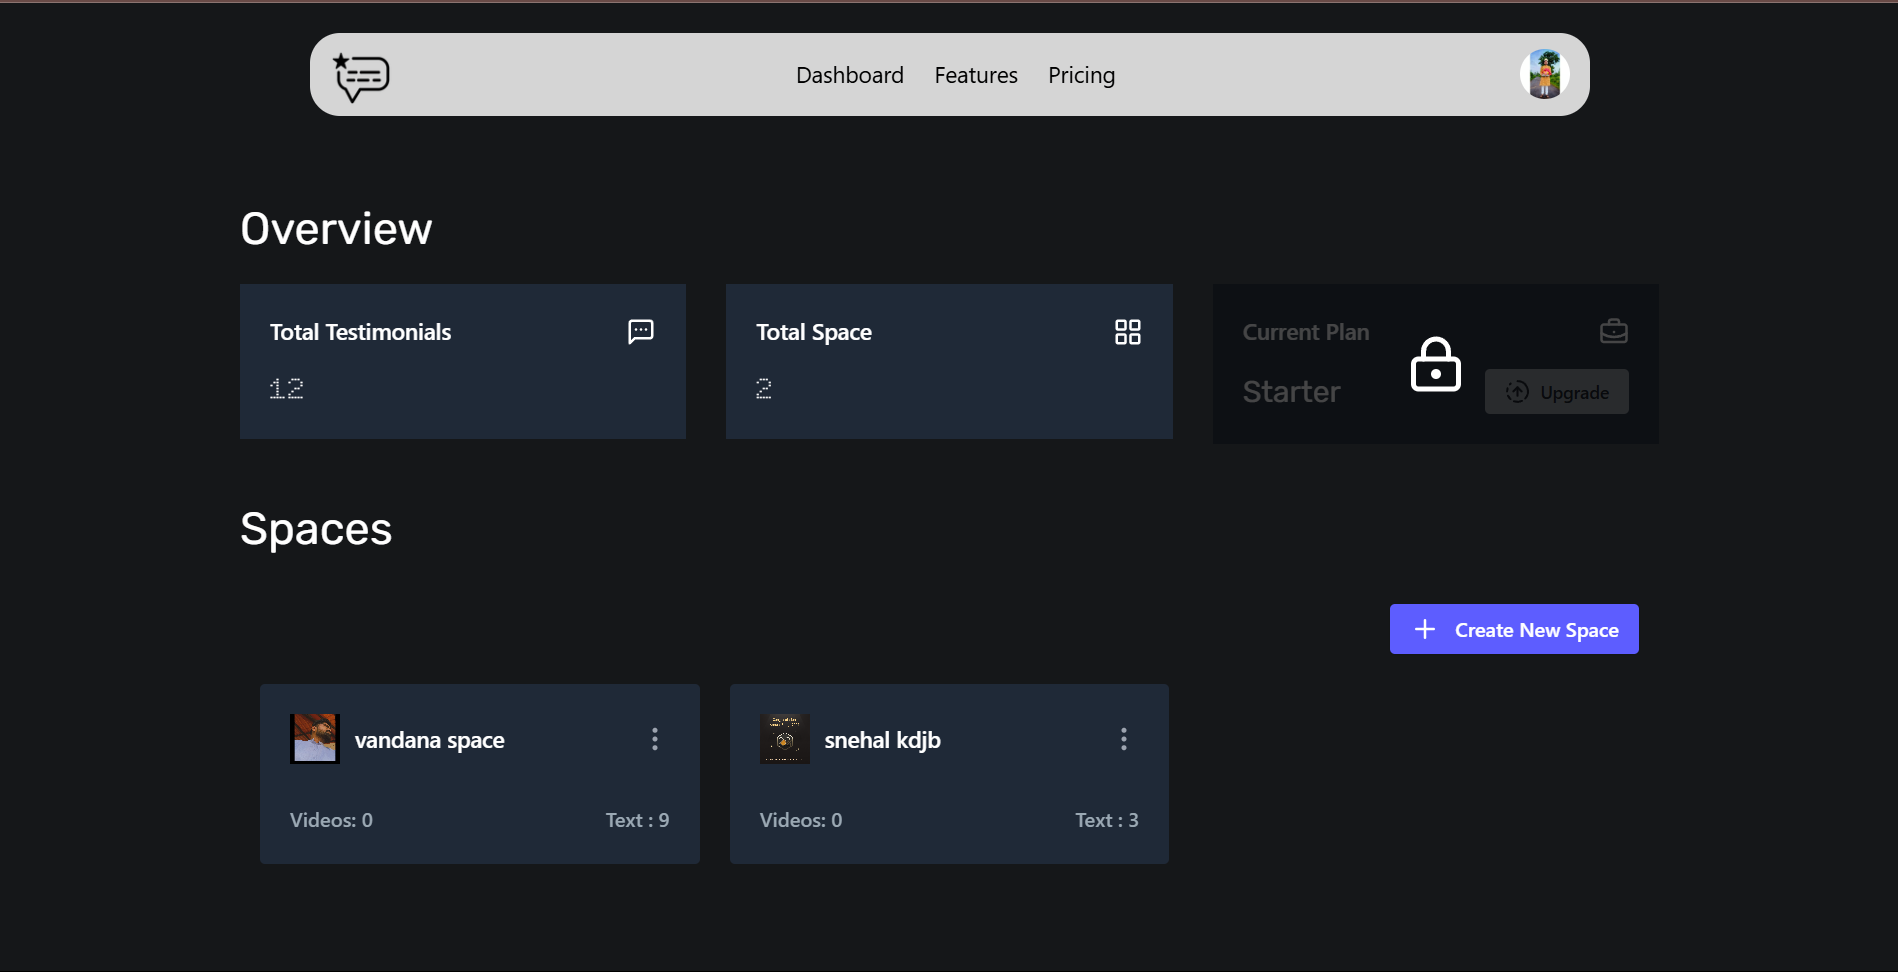 Dashboard Features Pricing
Overview
Total Testimonials
12
Total Space
2
Current Plan
Starter
Upgrade
Spaces
Create New Space
vandana space
Videos: 0 Text : 9
snehal kdjb
Videos: 0 Text : 3